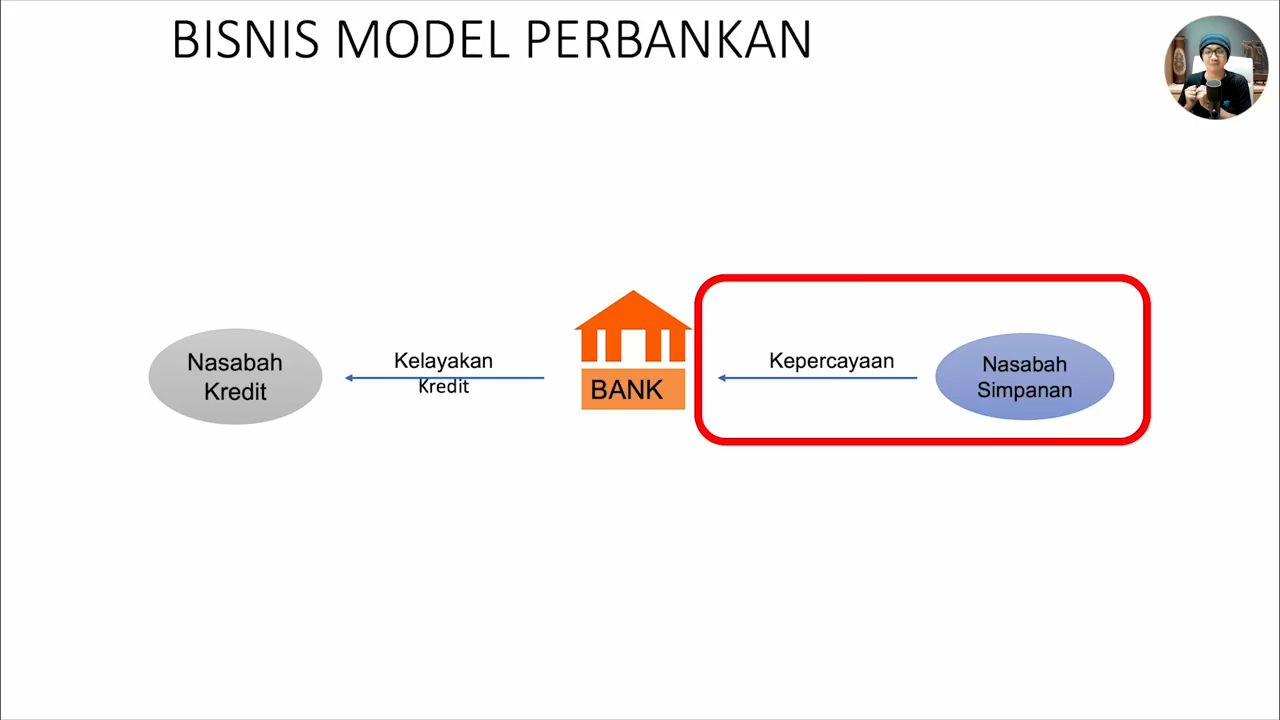 BISNIS MODEL PERBANKAN
Nasabah
Kredit
Kelayakan
Kredit
BANK
Kepercayaan
Nasabah
Simpanan